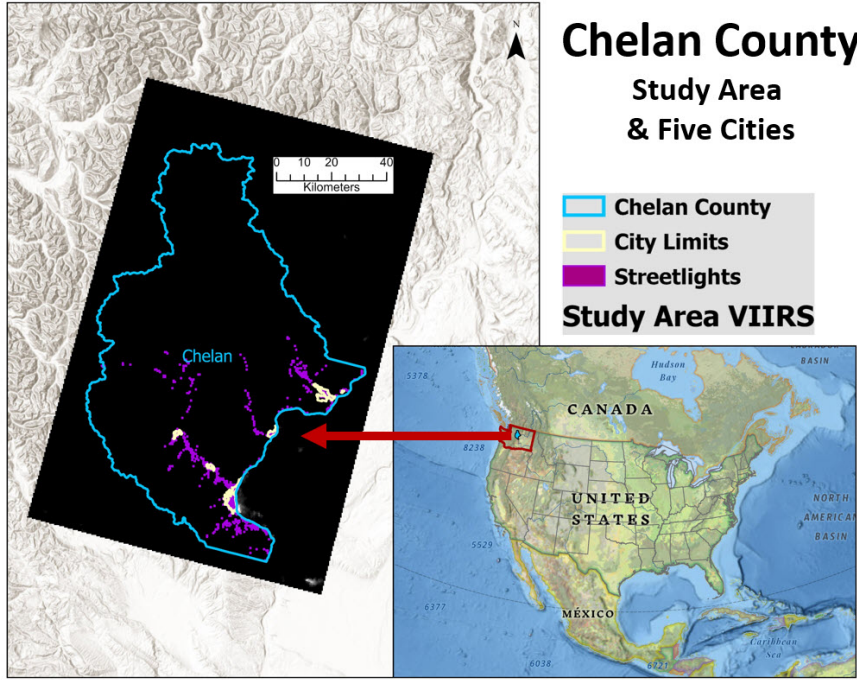 Chelan County
Study Area
& Five Cities
N
0 10 20 40
Kilometers
Chelan County
City Limits
Streetlights
Study Area VIIRS
Chelan
BASIN
5378
Hudson
Bay
CANADA
8238
UNITED
STATES
NORTH
AMERICAN
BASIN
5529
6377
MÉXICO
Caribbean
Sea
6038
6721